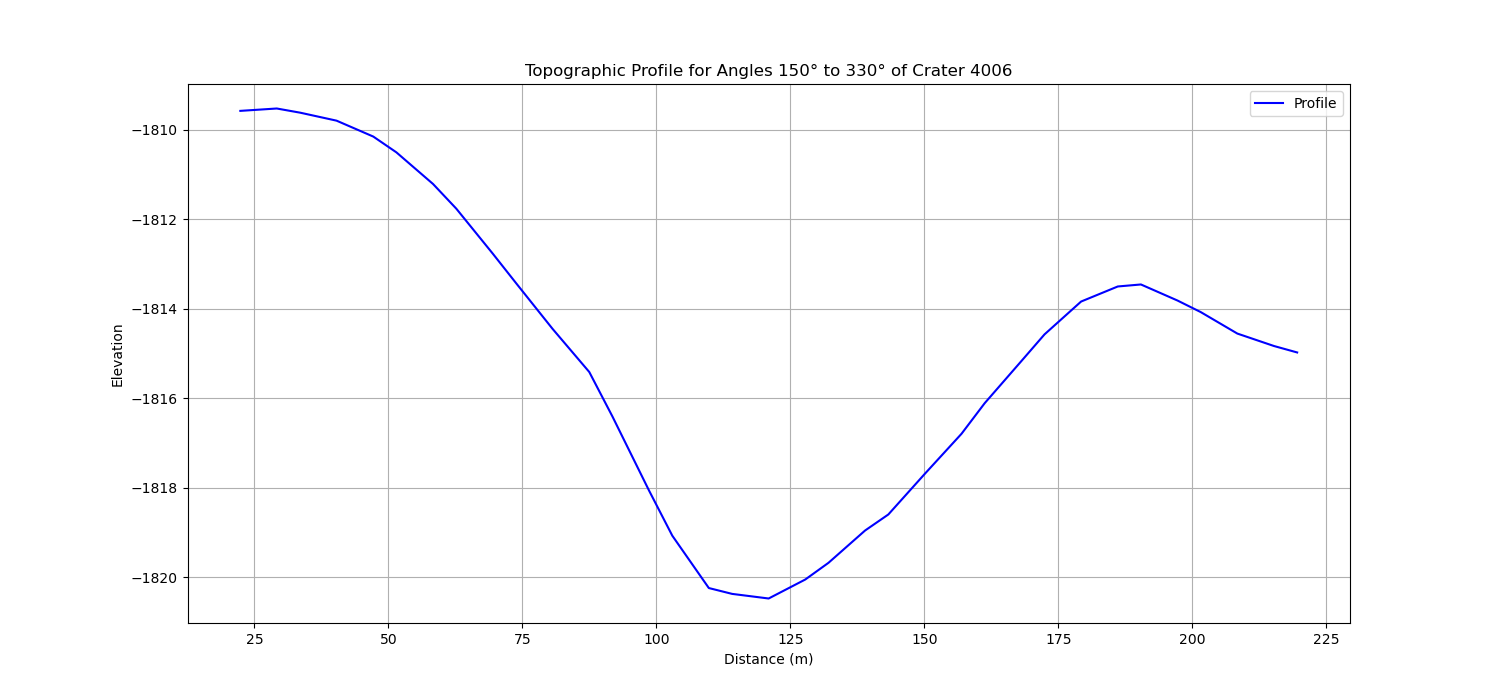 Topographic Profile for Angles 150° to 330° of Crater 4006
Profile
−1810
−1812
−1814
−1816
−1818
−1820
Elevation
25 50 75 100 125 150 175 200 225
Distance (m)